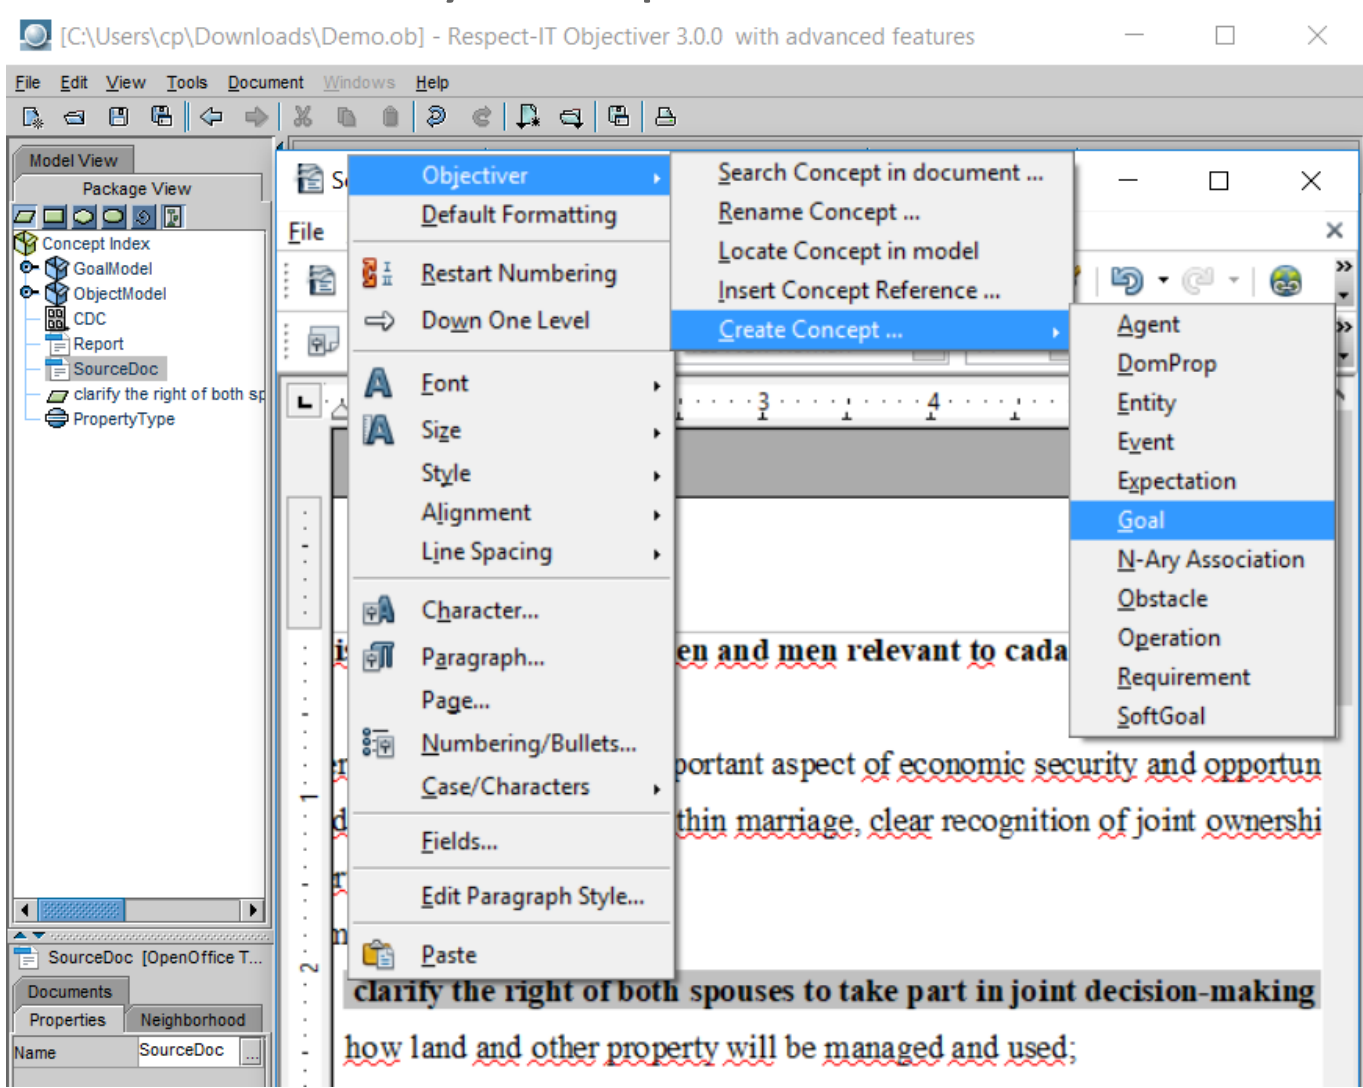 [C:\Users\cp\Downloads\Demo.ob] - Respect-IT Objectiver 3.0.0 with advanced features
File Edit View Tools Document Windows Help
Model View
Package View
Concept Index
GoalModel
ObjectModel
CDC
Report
SourceDoc
clarify the right of both sp
PropertyType
SourceDoc [OpenOffice T...
Documents
Properties Neighborhood
Name SourceDoc ...
File
Objectiver
Default Formatting
Restart Numbering
Down One Level
Font
Size
Style
Alignment
Line Spacing
Character...
Paragraph...
Page...
Numbering/Bullets...
Case/Characters
Fields...
Edit Paragraph Style...
Paste
Search Concept in document ...
Rename Concept ...
Locate Concept in model
Insert Concept Reference ...
Create Concept ...
Agent
DomProp
Entity
Event
Expectation
Goal
N-Ary Association
Obstacle
Operation
Requirement
SoftGoal
3 4
1
2
en and men relevant to cada
portant aspect of economic security and opportun
thin marriage, clear recognition of joint ownershi
clarify the right of both spouses to take part in joint decision-making
how land and other property will be managed and used;